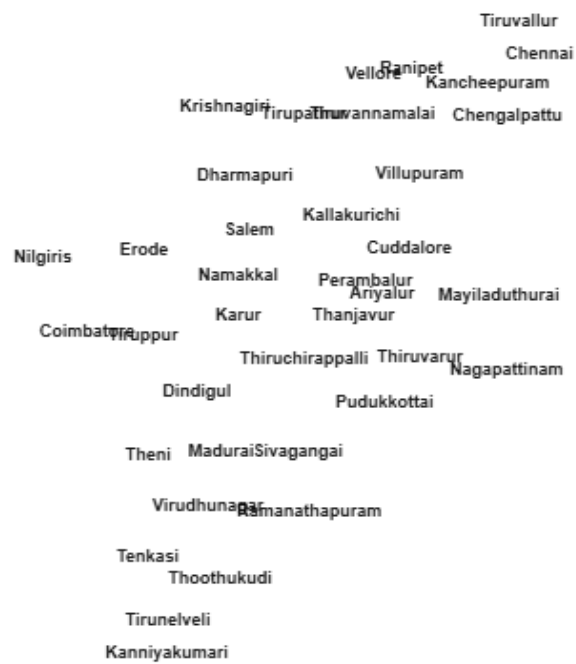 Tiruvallur
Chennai
Ranipet
Vellore
Kancheepuram
Krishnagiri
Tirupathur
Thiruvannamalai
Chengalpattu
Dharmapuri
Villupuram
Kallakurichi
Salem
Cuddalore
Erode
Nilgiris
Namakkal
Perambalur
Ariyalur
Mayiladuthurai
Karur
Thanjavur
Coimbatore
Tiruppur
Thiruchirappalli
Thiruvarur
Nagapattinam
Dindigul
Pudukkottai
Theni
Madurai
Sivagangai
Virudhunagar
Ramanathapuram
Tenkasi
Thoothukudi
Tirunelveli
Kanniyakumari